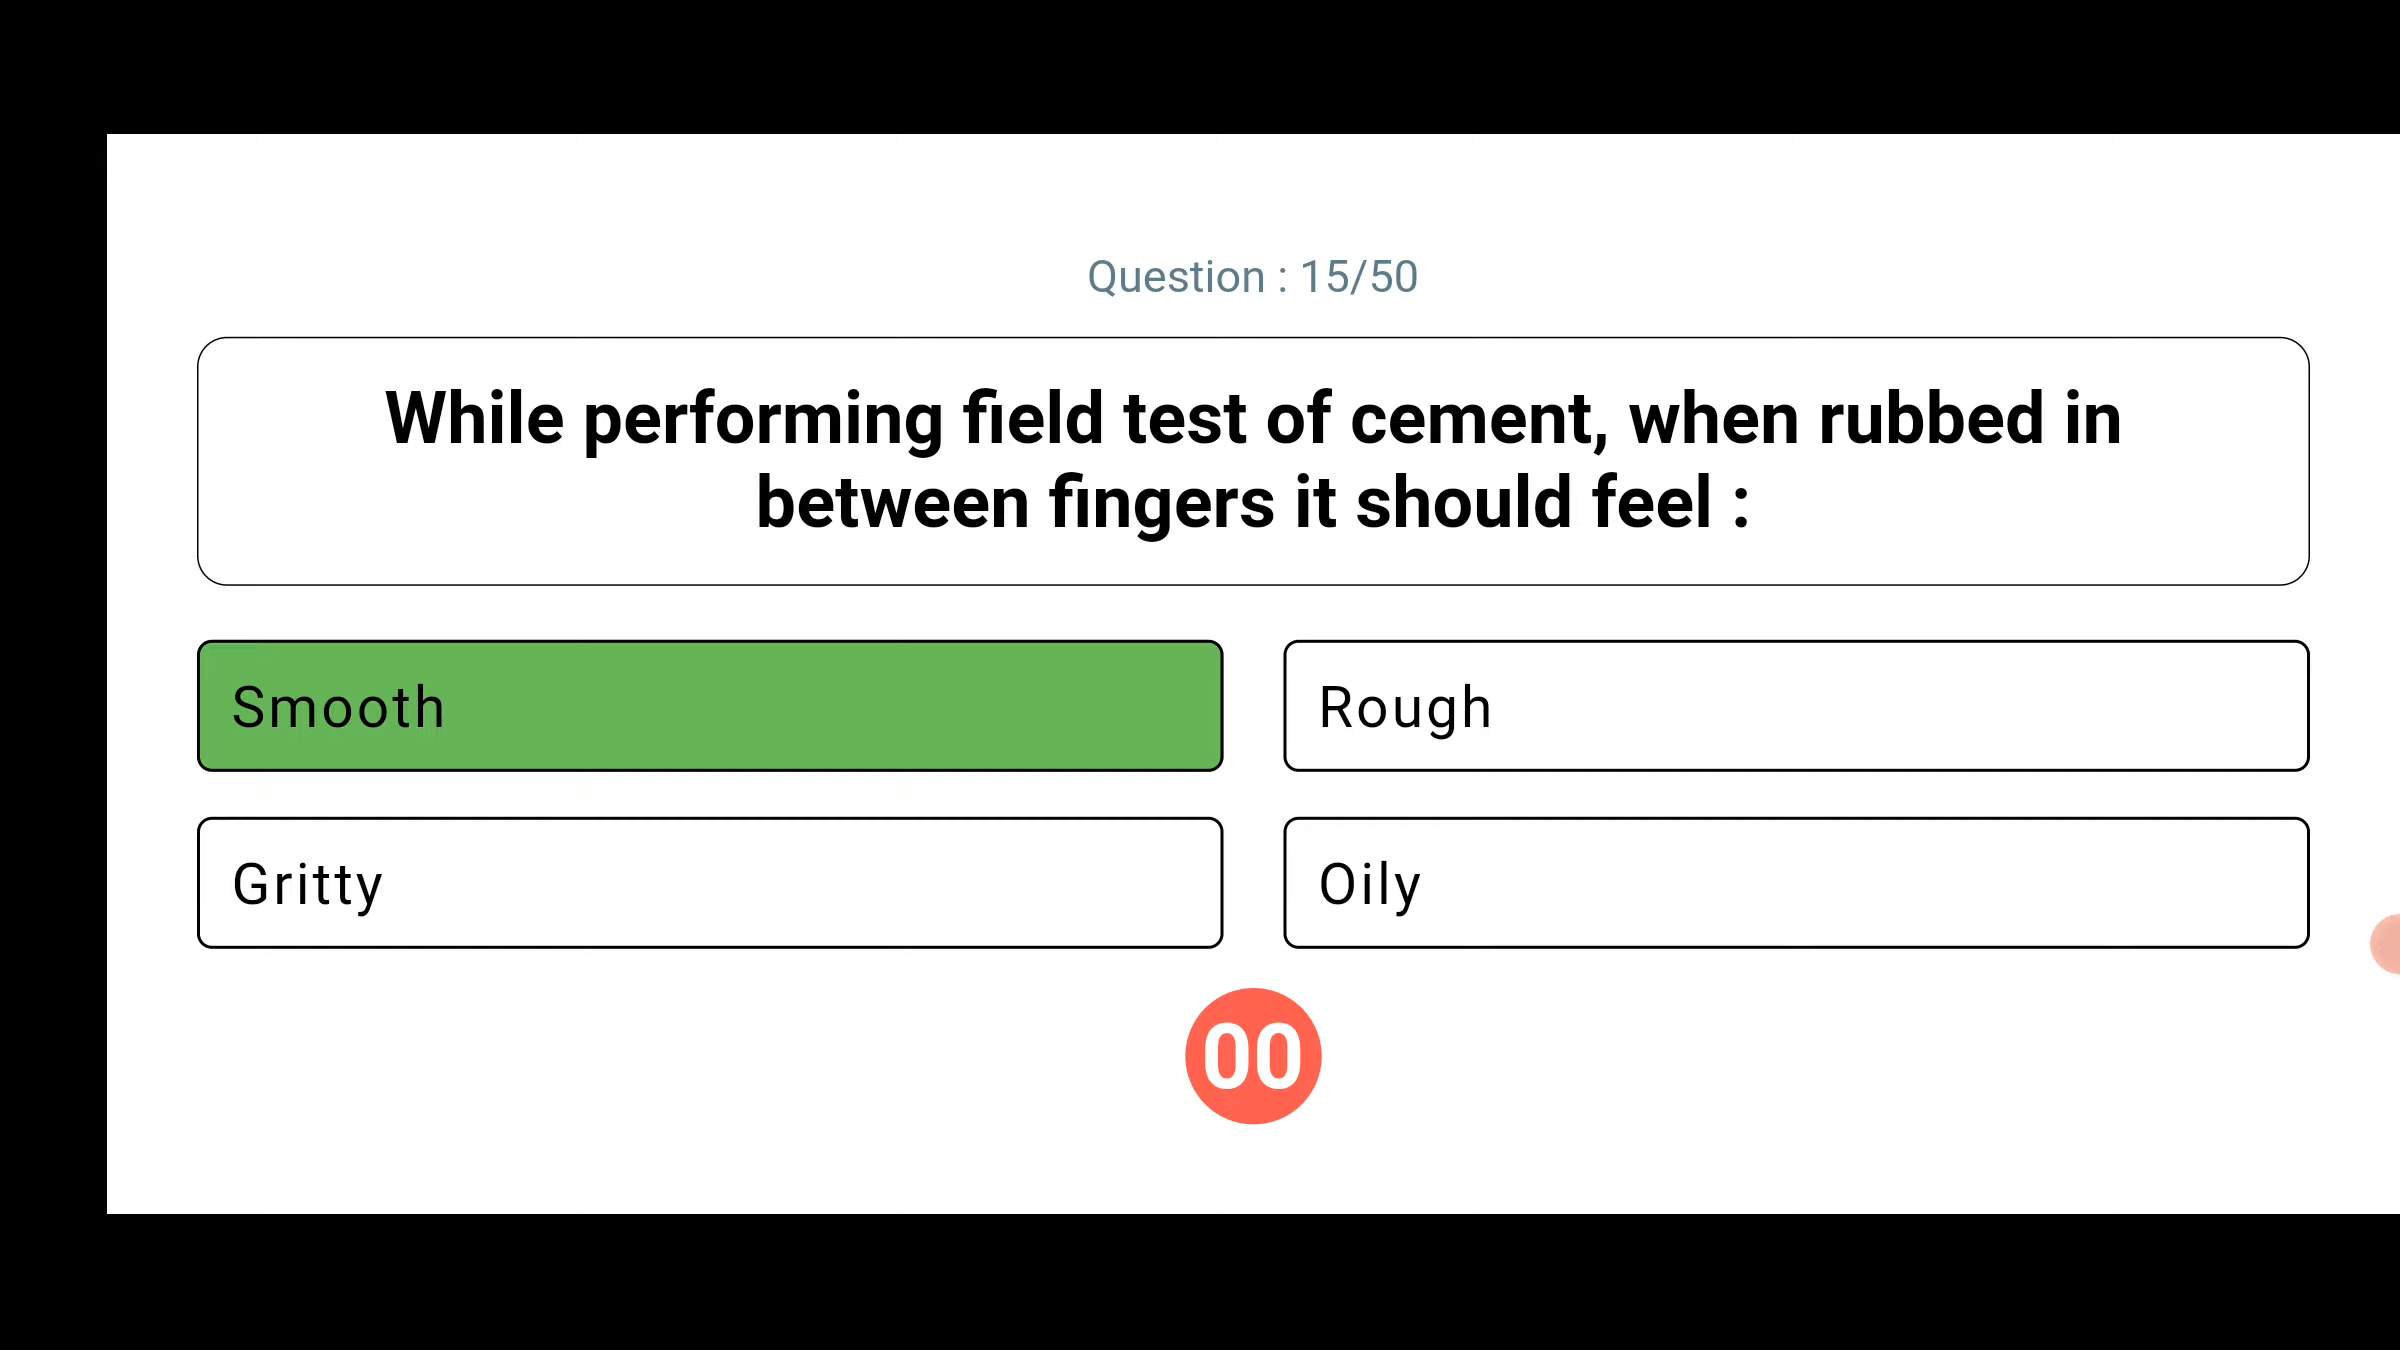 Question : 15/50
While performing field test of cement, when rubbed in
between fingers it should feel :
Smooth
Rough
Gritty
Oily
00